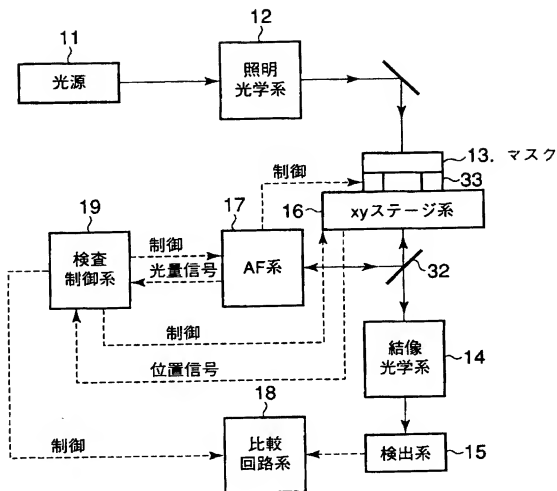 11
光源
12
照明
光学系
13. マスク
33
制御
16
xyステージ系
19
検査
制御系
制御
光量信号
17
AF系
32
制御
位置信号
結像
光学系
14
18
制御
比較
回路系
検出系
15